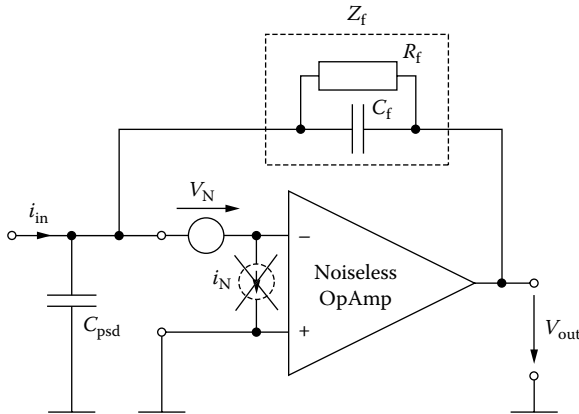 Z_f
R_f
C_f
V_N
i_in
−
Noiseless
OpAmp
i_N
+
C_psd
V_out